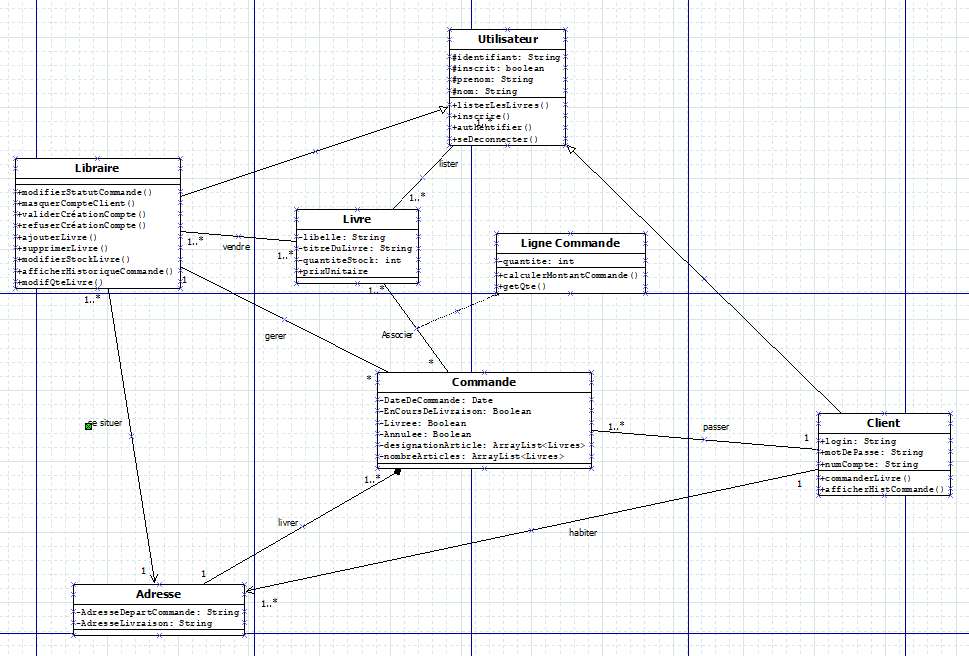 Utilisateur
#identifiant: String
#inscrit: boolean
#prenom: String
#nom: String
+listerLesLivres()
+inscrire()
1..*
+authentifier()
+seDeconnecter()
lister
1..*
Libraire
+modifierStatutCommande()
+masquerCompteClient()
+validerCréationCompte()
+refuserCréationCompte()
+ajouterLivre()
+supprimerLivre()
+modifierStockLivre()
+afficherHistoriqueCommande()
+modifQteLivre()
1..*
vendre
1..*
Livre
-libelle: String
-titreDuLivre: String
-quantiteStock: int
+prixUnitaire
Ligne Commande
-quantite: int
+calculerMontantCommande()
+getQte()
1
gerer
*
1..*
Associer
*
Commande
-DateDeCommande: Date
-EnCoursDeLivraison: Boolean
-Livree: Boolean
-Annulee: Boolean
-designationArticle: ArrayList<Livres>
-nombreArticles: ArrayList<Livres>
1..*
passer
1
Client
+login: String
+motDePasse: String
+numCompte: String
+commanderLivre()
+afficherHistCommande()
1..*
se situer
1
1..*
livrer
1
1
habiter
1..*
Adresse
-AdresseDepartCommande: String
-AdresseLivraison: String